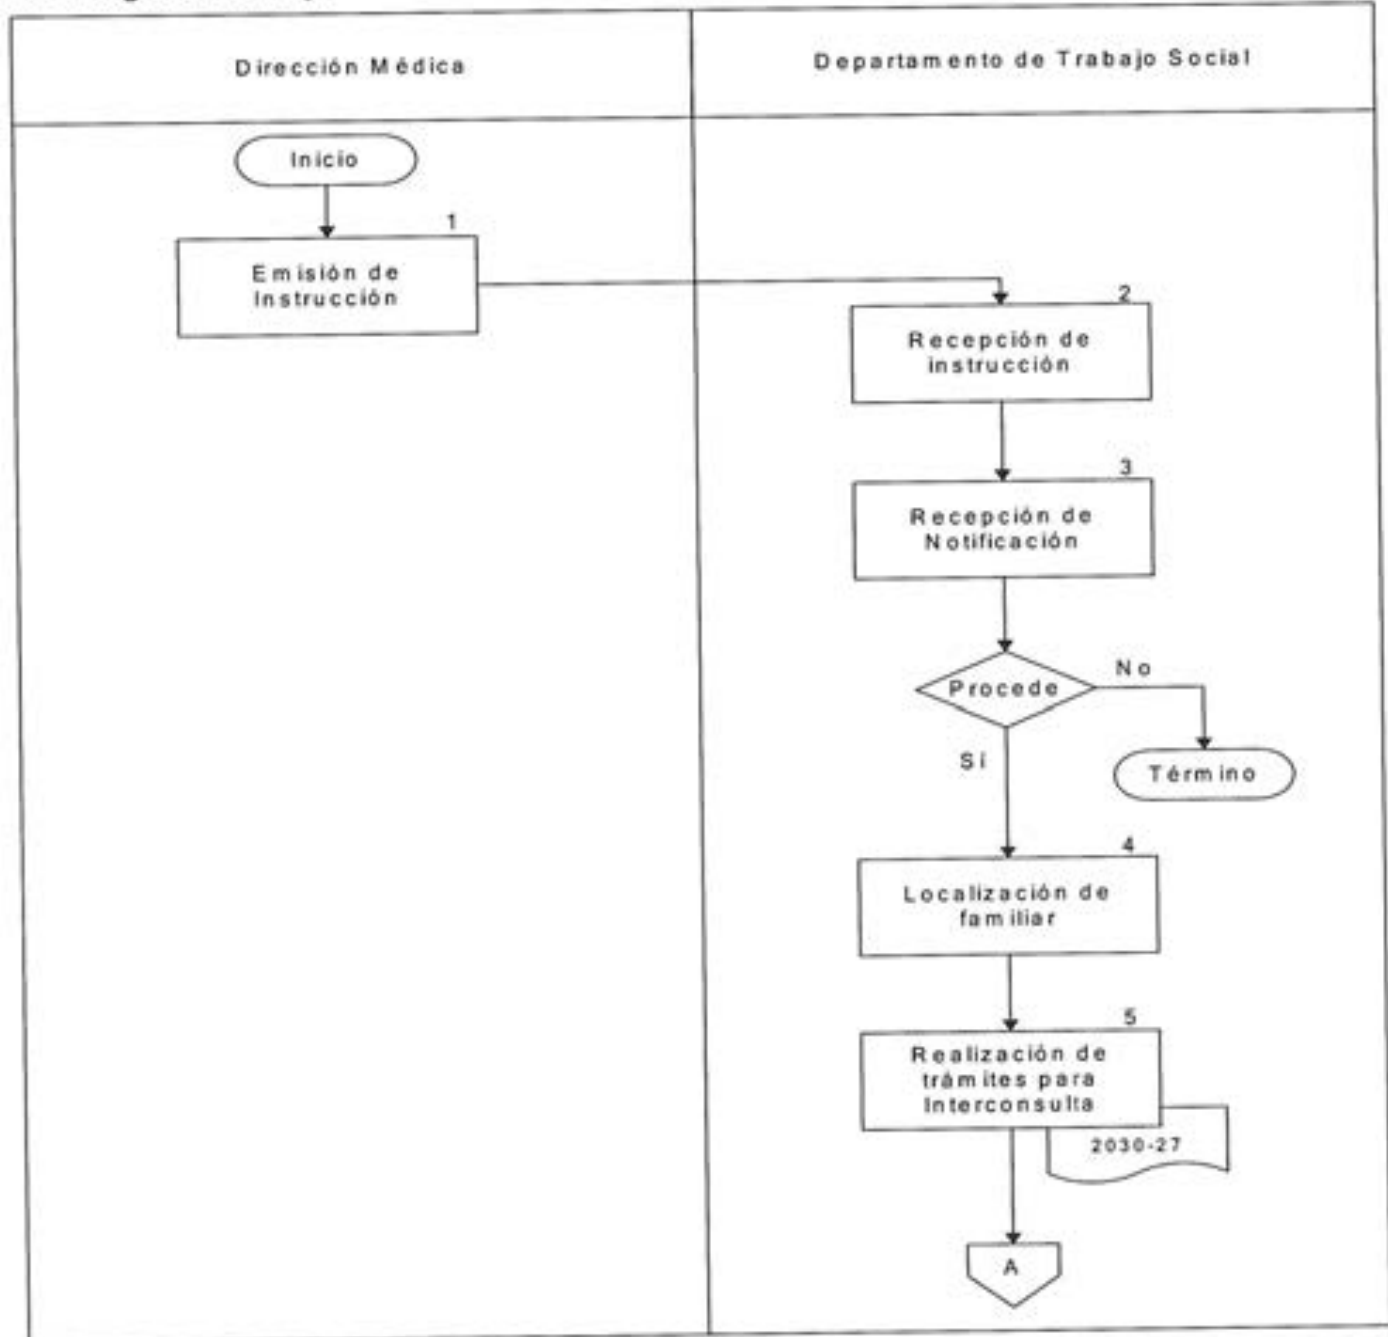 Dirección Médica
Departamento de Trabajo Social
Inicio
1
Emisión de
Instrucción
2
Recepción de
instrucción
3
Recepción de
Notificación
Procede
No
Sí
Término
4
Localización de
familiar
5
Realización de
trámites para
Interconsulta
2030-27
A